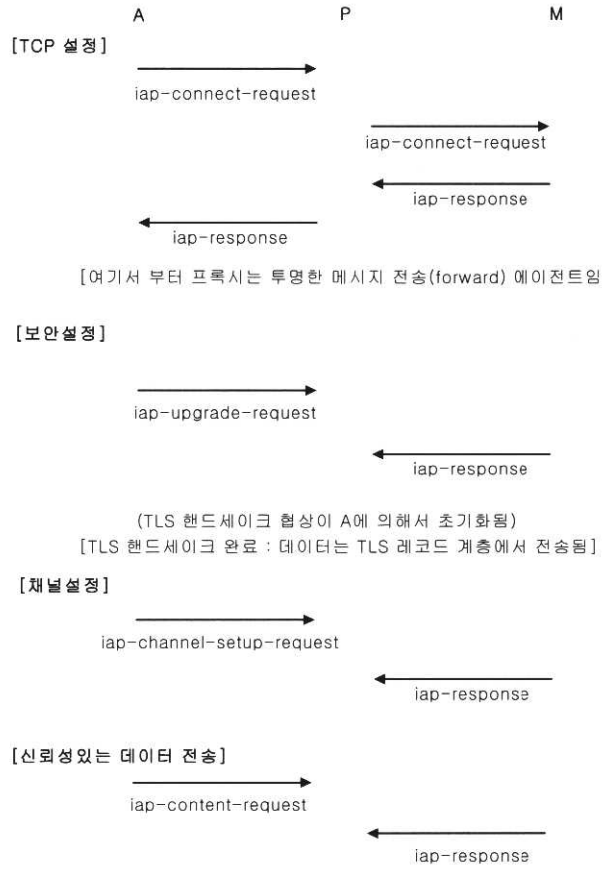 A P M
[TCP 설정]
iap-connect-request
iap-connect-request
iap-response
iap-response
[여기서 부터 프록시는 투명한 메시지 전송(forward) 에이전트임
[보안설정]
iap-upgrade-request
iap-response
(TLS 핸드세이크 협상이 A에 의해서 초기화됨)
[TLS 핸드세이크 완료 : 데이터는 TLS 레코드 계층에서 전송됨]
[채널설정]
iap-channel-setup-request
iap-response
[신뢰성있는 데이터 전송]
iap-content-request
iap-response